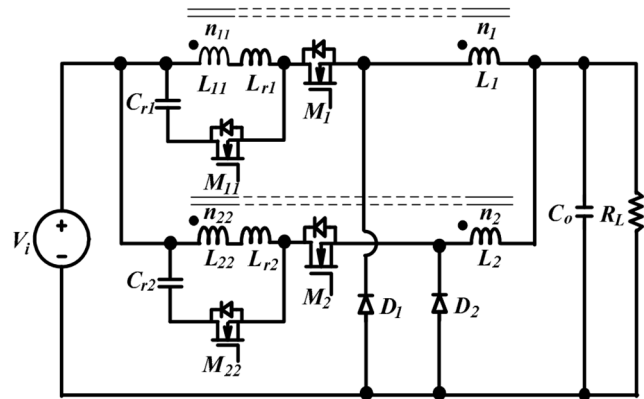 n11 n1
L11 Lr1 M1 L1
Cr1
M11
n22 n2
Vi + - L22 Lr2 M2 L2 Co RL
Cr2 D1 D2
M22